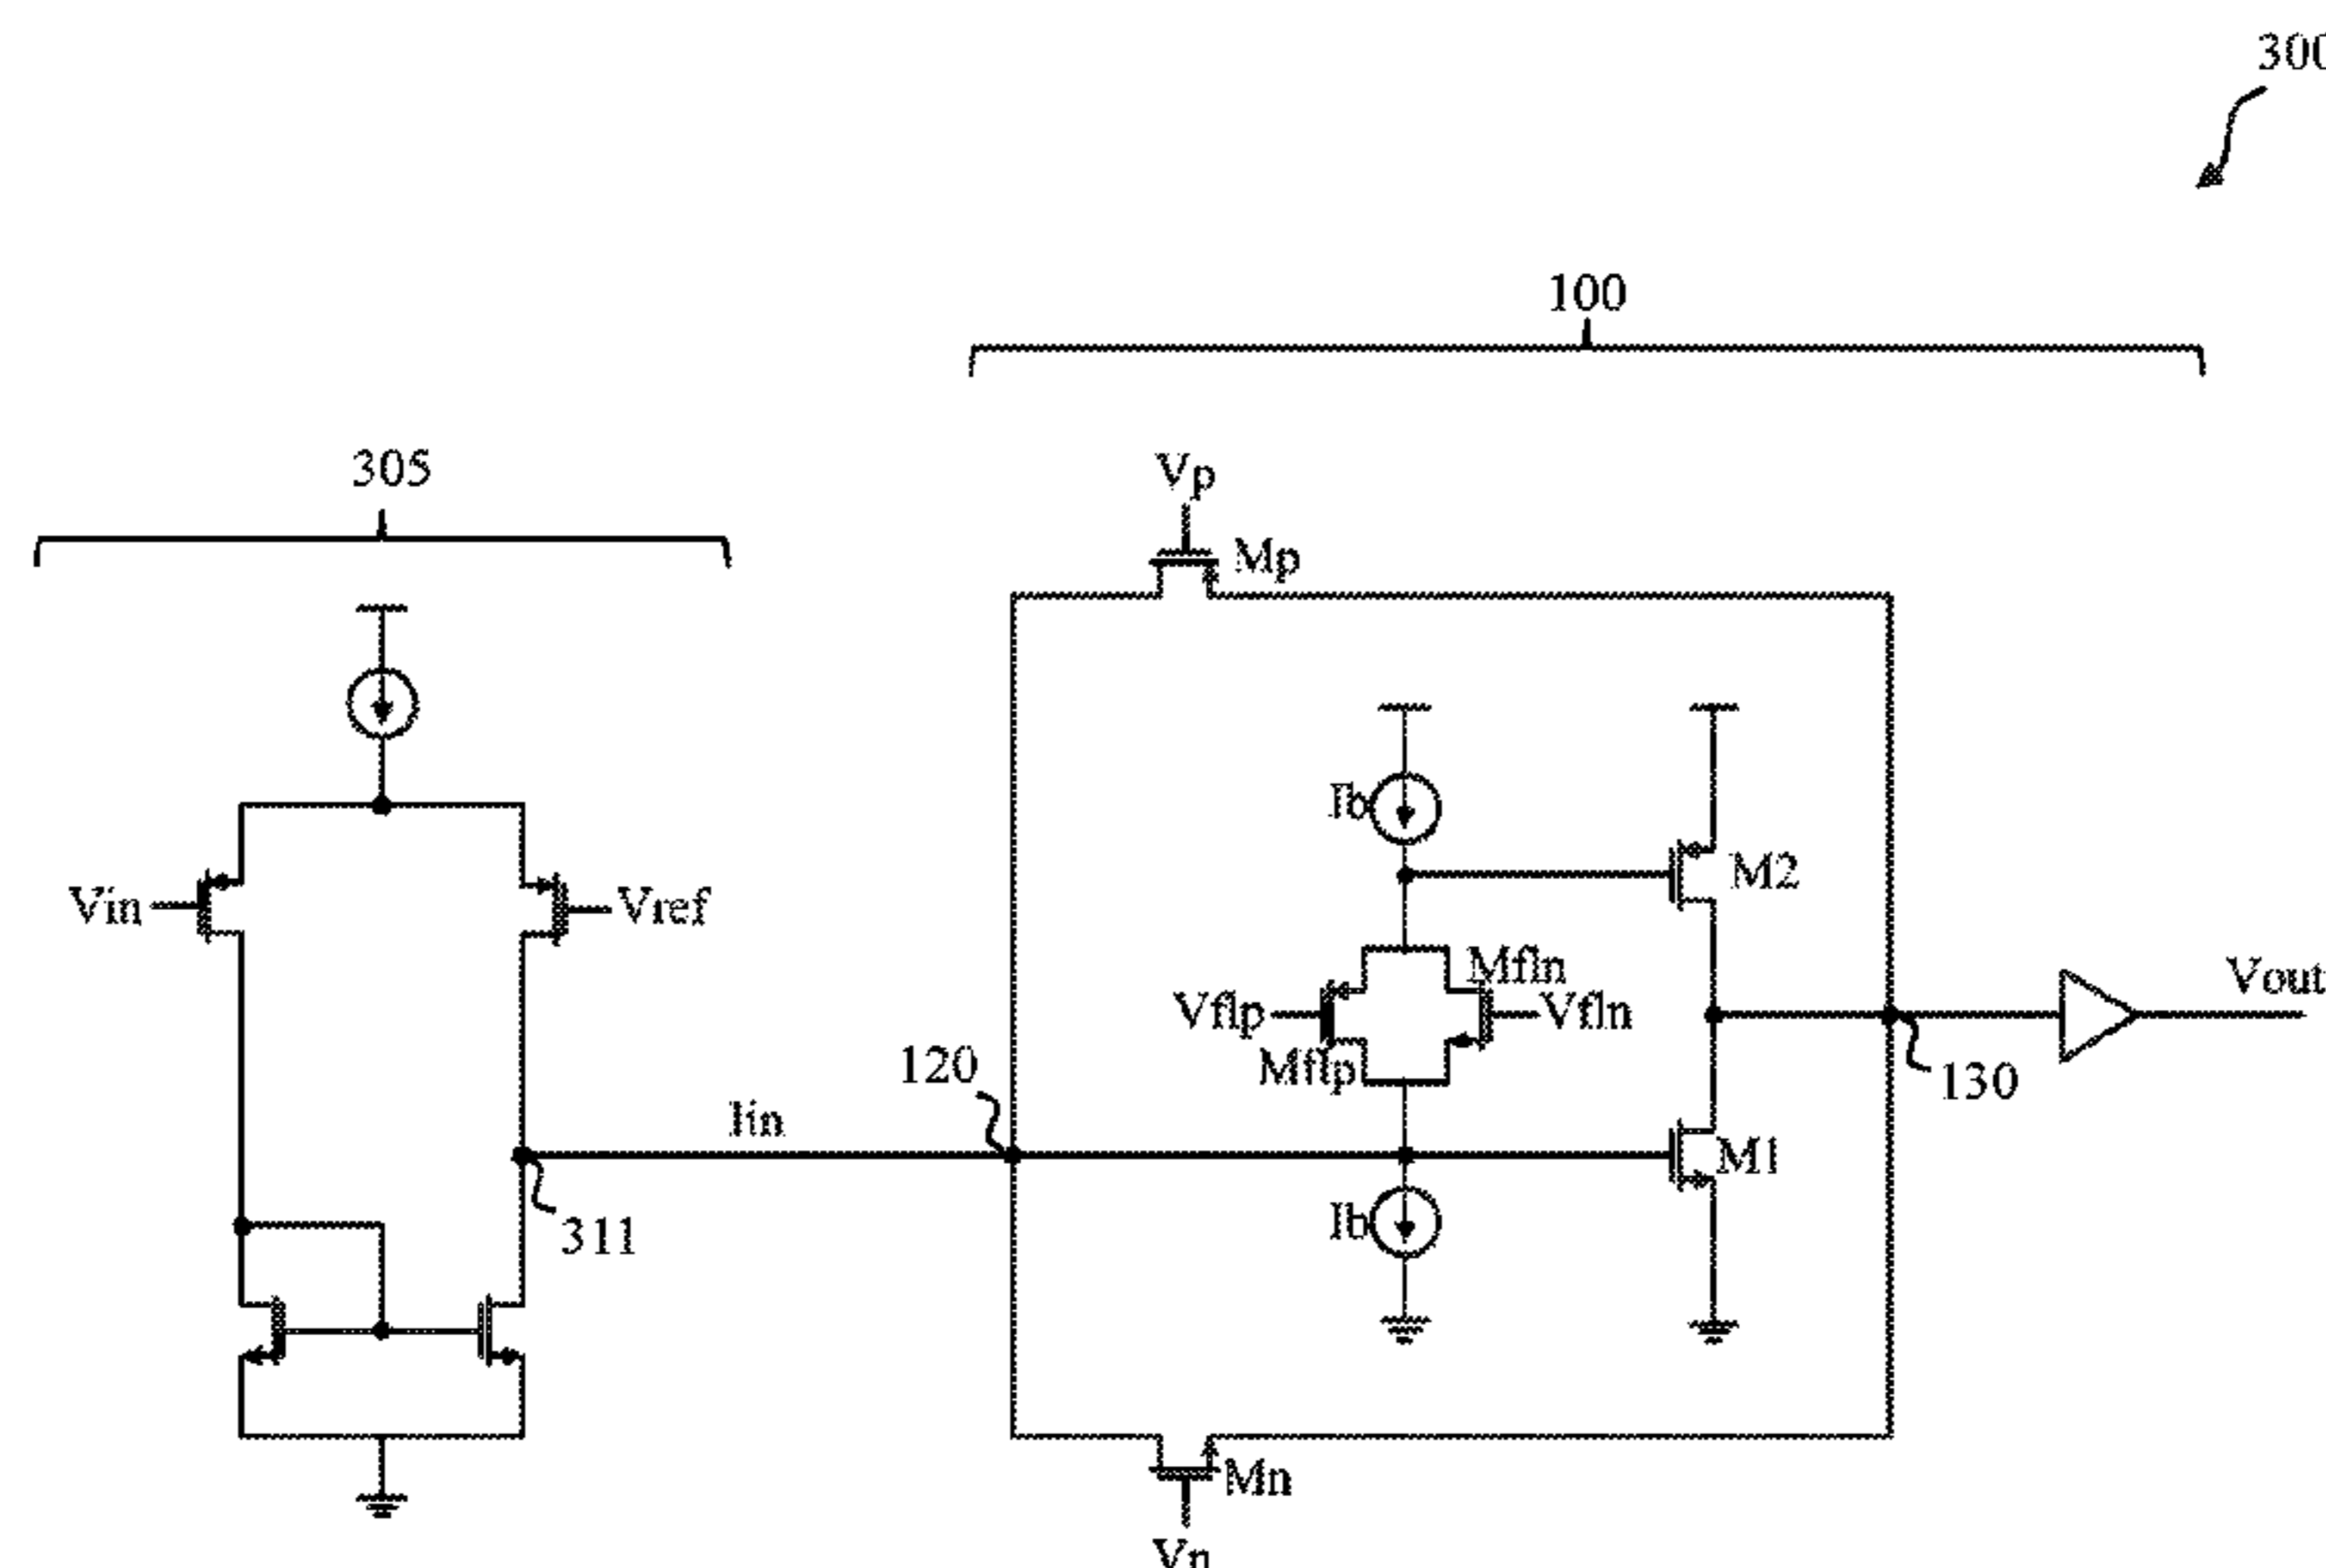 300
100
305
Vp
Mp
Ib
M2
Vin
Vref
Mfln
Vflp
Vfln
Mflp
Vout
120
130
Iin
M1
311
Ib
Mn
Vn